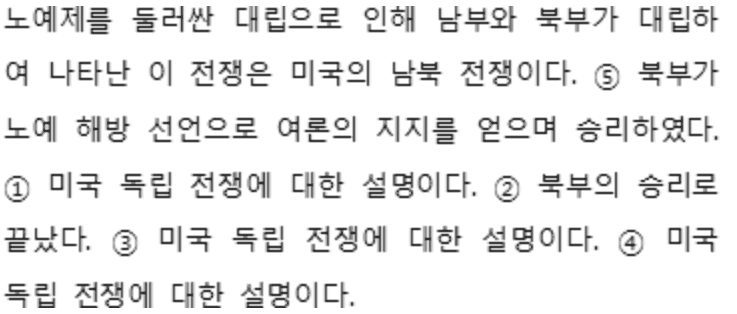 노예제를 둘러싼 대립으로 인해 남부와 북부가 대립하
여 나타난 이 전쟁은 미국의 남북 전쟁이다. ⑤ 북부가
노예 해방 선언으로 여론의 지지를 얻으며 승리하였다.
① 미국 독립 전쟁에 대한 설명이다. ② 북부의 승리로
끝났다. ③ 미국 독립 전쟁에 대한 설명이다. ④ 미국
독립 전쟁에 대한 설명이다.